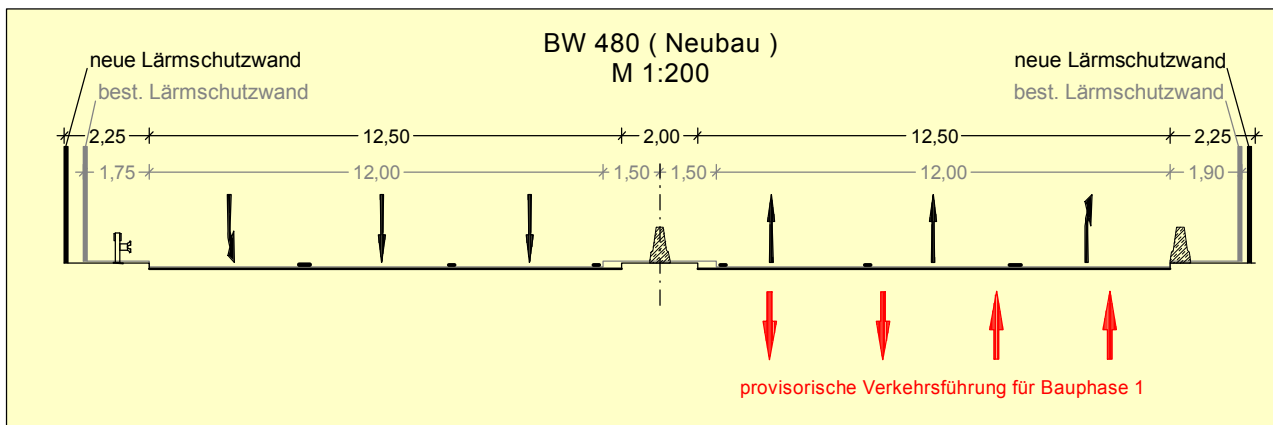 BW 480 ( Neubau )
M 1:200
neue Lärmschutzwand
neue Lärmschutzwand
best. Lärmschutzwand
best. Lärmschutzwand
2,25 12,50 2,00 12,50 2,25
1,75 12,00 1,50 1,50 12,00 1,90
provisorische Verkehrsführung für Bauphase 1